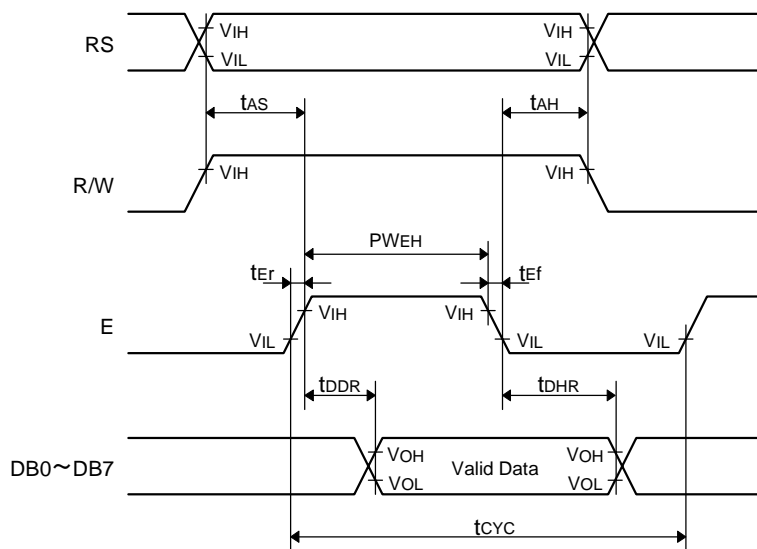 RS VIH VIH
VIL VIL
tAS tAH
R/W VIH VIH
PWEH
tEr tEf
E VIH VIH
VIL VIL VIL
tDDR tDHR
VOH VOH
DB0～DB7 Valid Data
VOL VOL
tCYC